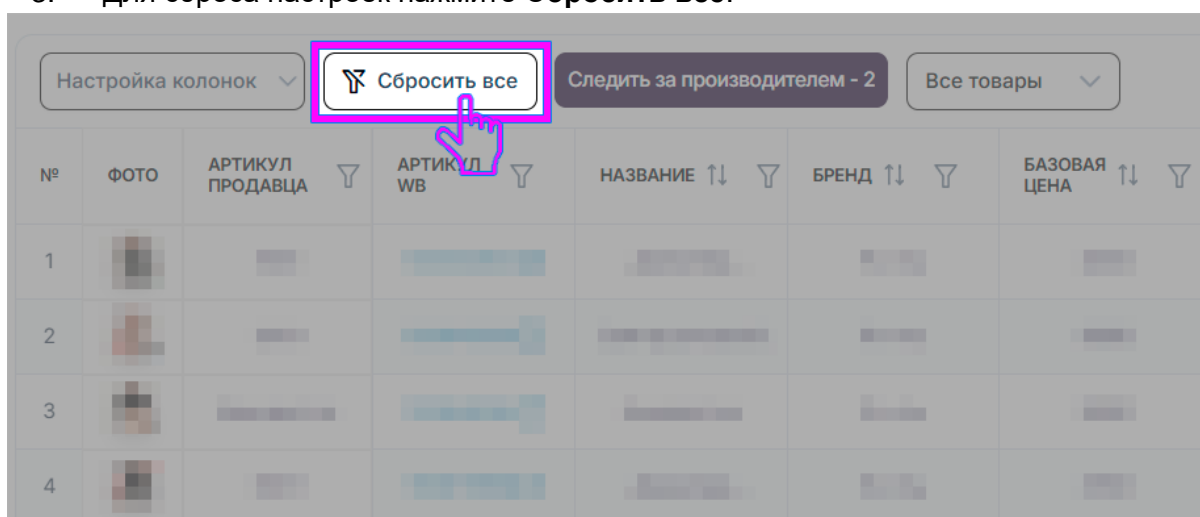 Для сброса настроек нажмите Сбросить все.
Настройка колонок Сбросить все Следить за производителем - 2 Все товары
№ ФОТО АРТИКУЛ ПРОДАВЦА АРТИКУЛ WB НАЗВАНИЕ БРЕНД БАЗОВАЯ ЦЕНА
1
2
3
4